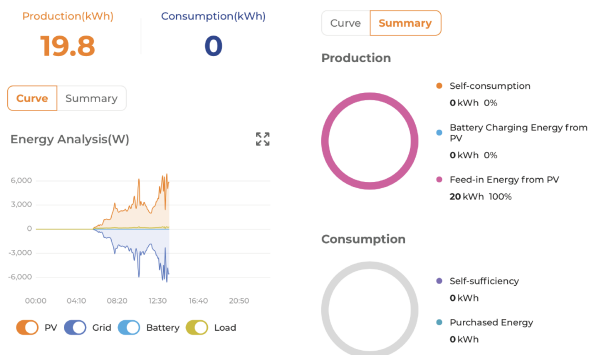 Production(kWh)
19.8
Consumption(kWh)
0
Curve
Summary
Energy Analysis(W)
6,000
3,000
0
-3,000
-6,000
00:00
04:10
08:20
12:30
16:40
20:50
PV
Grid
Battery
Load
Curve
Summary
Production
Self-consumption
0 kWh 0%
Battery Charging Energy from
PV
0 kWh 0%
Feed-in Energy from PV
20 kWh 100%
Consumption
Self-sufficiency
0 kWh
Purchased Energy
0 kWh